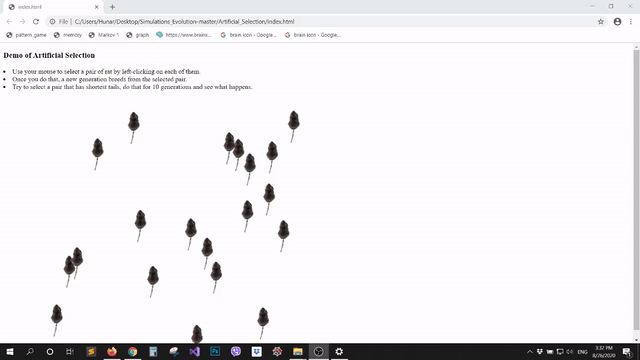 index.html
File | C:/Users/Hunar/Desktop/Simulations_Evolution-master/Artificial_Selection/index.html
pattern_game memory Markov 1 graph https://www.brainx... brain icon - Google... brain icon - Google...
Demo of Artificial Selection
• Use your mouse to select a pair of rat by left-clicking on each of them.
• Once you do that, a new generation breeds from the selected pair.
• Try to select a pair that has shortest tails, do that for 10 generations and see what happens.
ENG
3:32 PM
8/26/2020